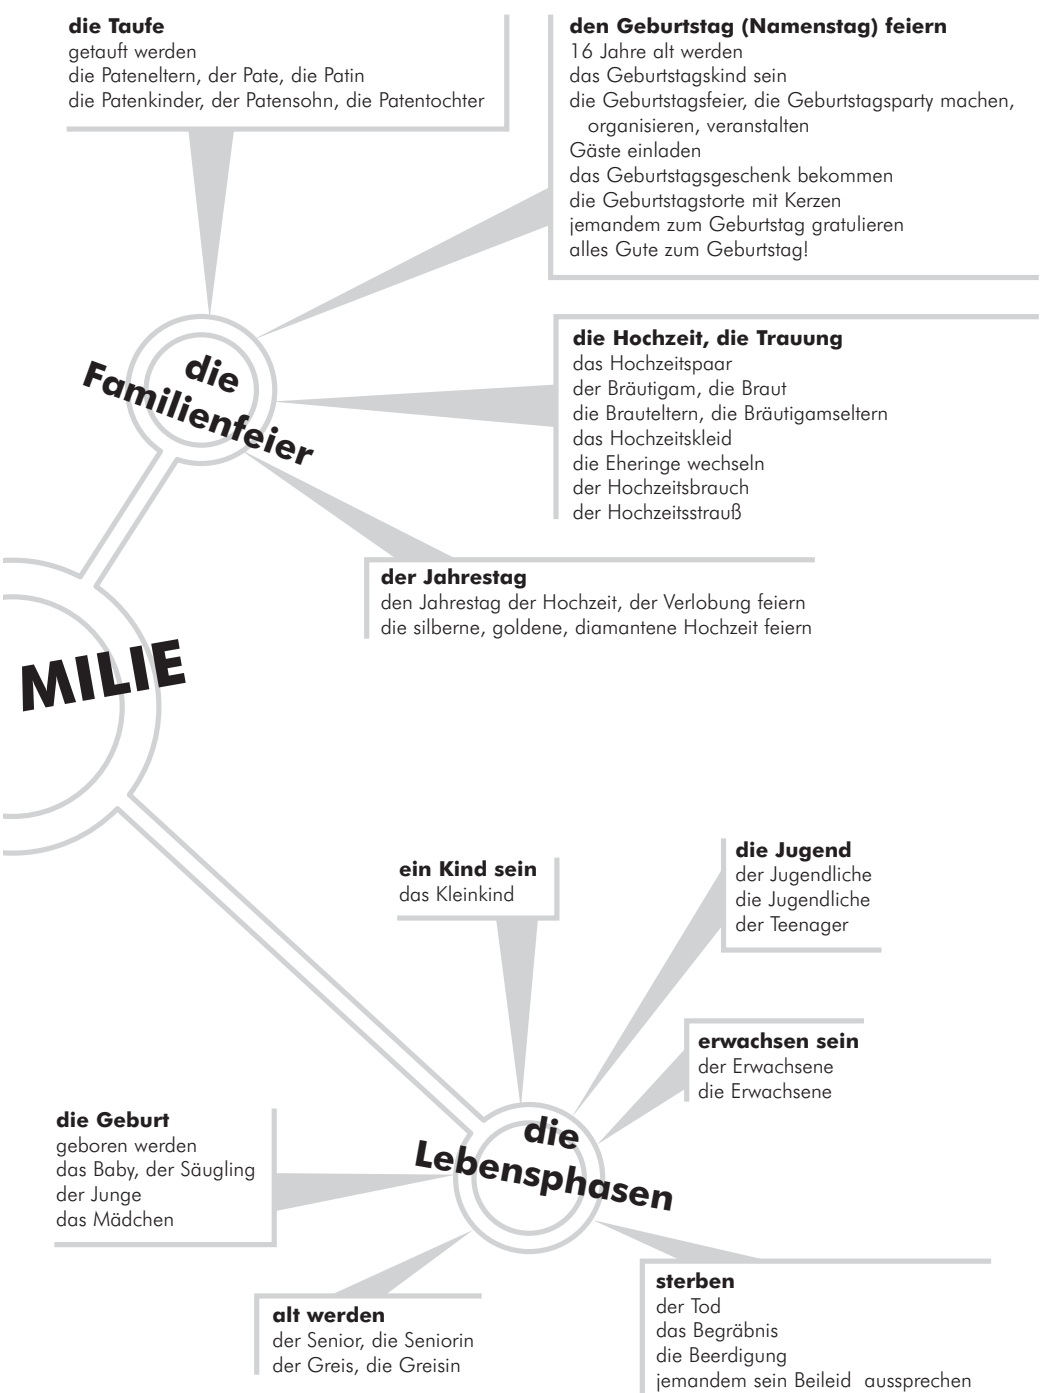 die Taufe
getauft werden
die Pateneltern, der Pate, die Patin
die Patenkinder, der Patensohn, die Patentochter
den Geburtstag (Namenstag) feiern
16 Jahre alt werden
das Geburtstagskind sein
die Geburtstagsfeier, die Geburtstagsparty machen,
organisieren, veranstalten
Gäste einladen
das Geburtstagsgeschenk bekommen
die Geburtstagstorte mit Kerzen
jemandem zum Geburtstag gratulieren
alles Gute zum Geburtstag!
die
Familienfeier
die Hochzeit, die Trauung
das Hochzeitspaar
der Bräutigam, die Braut
die Brauteltern, die Bräutigamseltern
das Hochzeitskleid
die Eheringe wechseln
der Hochzeitsbrauch
der Hochzeitsstrauß
der Jahrestag
den Jahrestag der Hochzeit, der Verlobung feiern
die silberne, goldene, diamantene Hochzeit feiern
MILIE
ein Kind sein
das Kleinkind
die Jugend
der Jugendliche
die Jugendliche
der Teenager
erwachsen sein
der Erwachsene
die Erwachsene
die Geburt
geboren werden
das Baby, der Säugling
der Junge
das Mädchen
die
Lebensphasen
alt werden
der Senior, die Seniorin
der Greis, die Greisin
sterben
der Tod
das Begräbnis
die Beerdigung
jemandem sein Beileid aussprechen